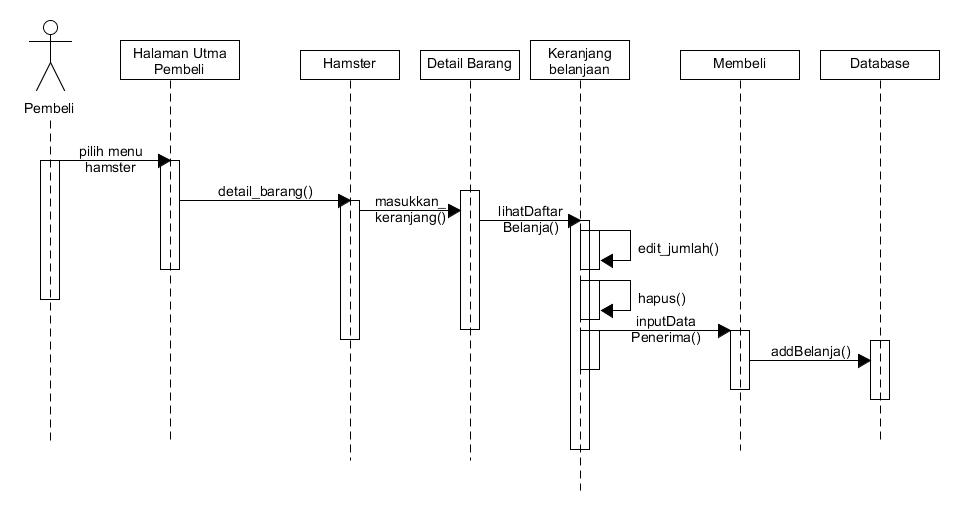 Pembeli
Halaman Utma
Pembeli
Hamster
Detail Barang
Keranjang
belanjaan
Membeli
Database
pilih menu
hamster
detail_barang()
masukkan_
keranjang()
lihatDaftar
Belanja()
edit_jumlah()
hapus()
inputData
Penerima()
addBelanja()